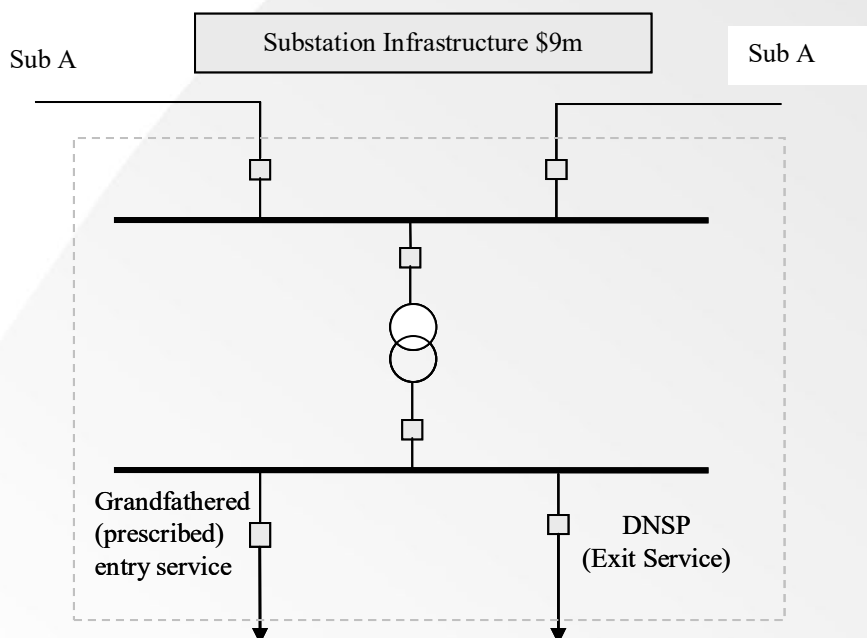 Substation Infrastructure $9m
Sub A
Sub A
Grandfathered
(prescribed)
entry service
DNSP
(Exit Service)